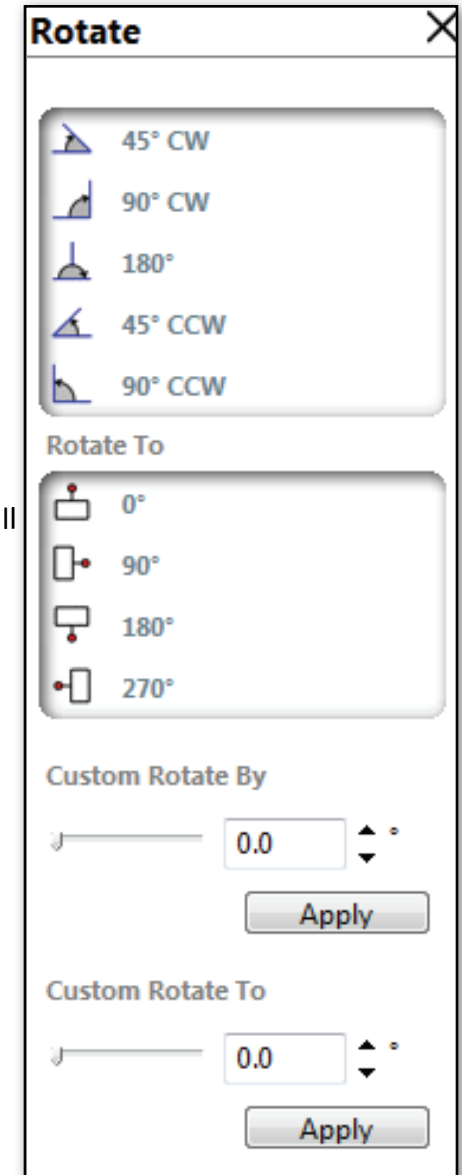 Rotate
45° CW
90° CW
180°
45° CCW
90° CCW
Rotate To
ll
0°
90°
180°
270°
Custom Rotate By
0.0 °
Apply
Custom Rotate To
0.0 °
Apply